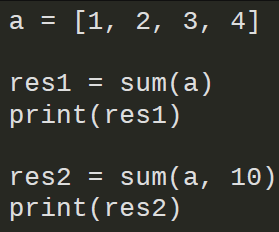 a = [1, 2, 3, 4]
res1 = sum(a)
print(res1)
res2 = sum(a, 10)
print(res2)